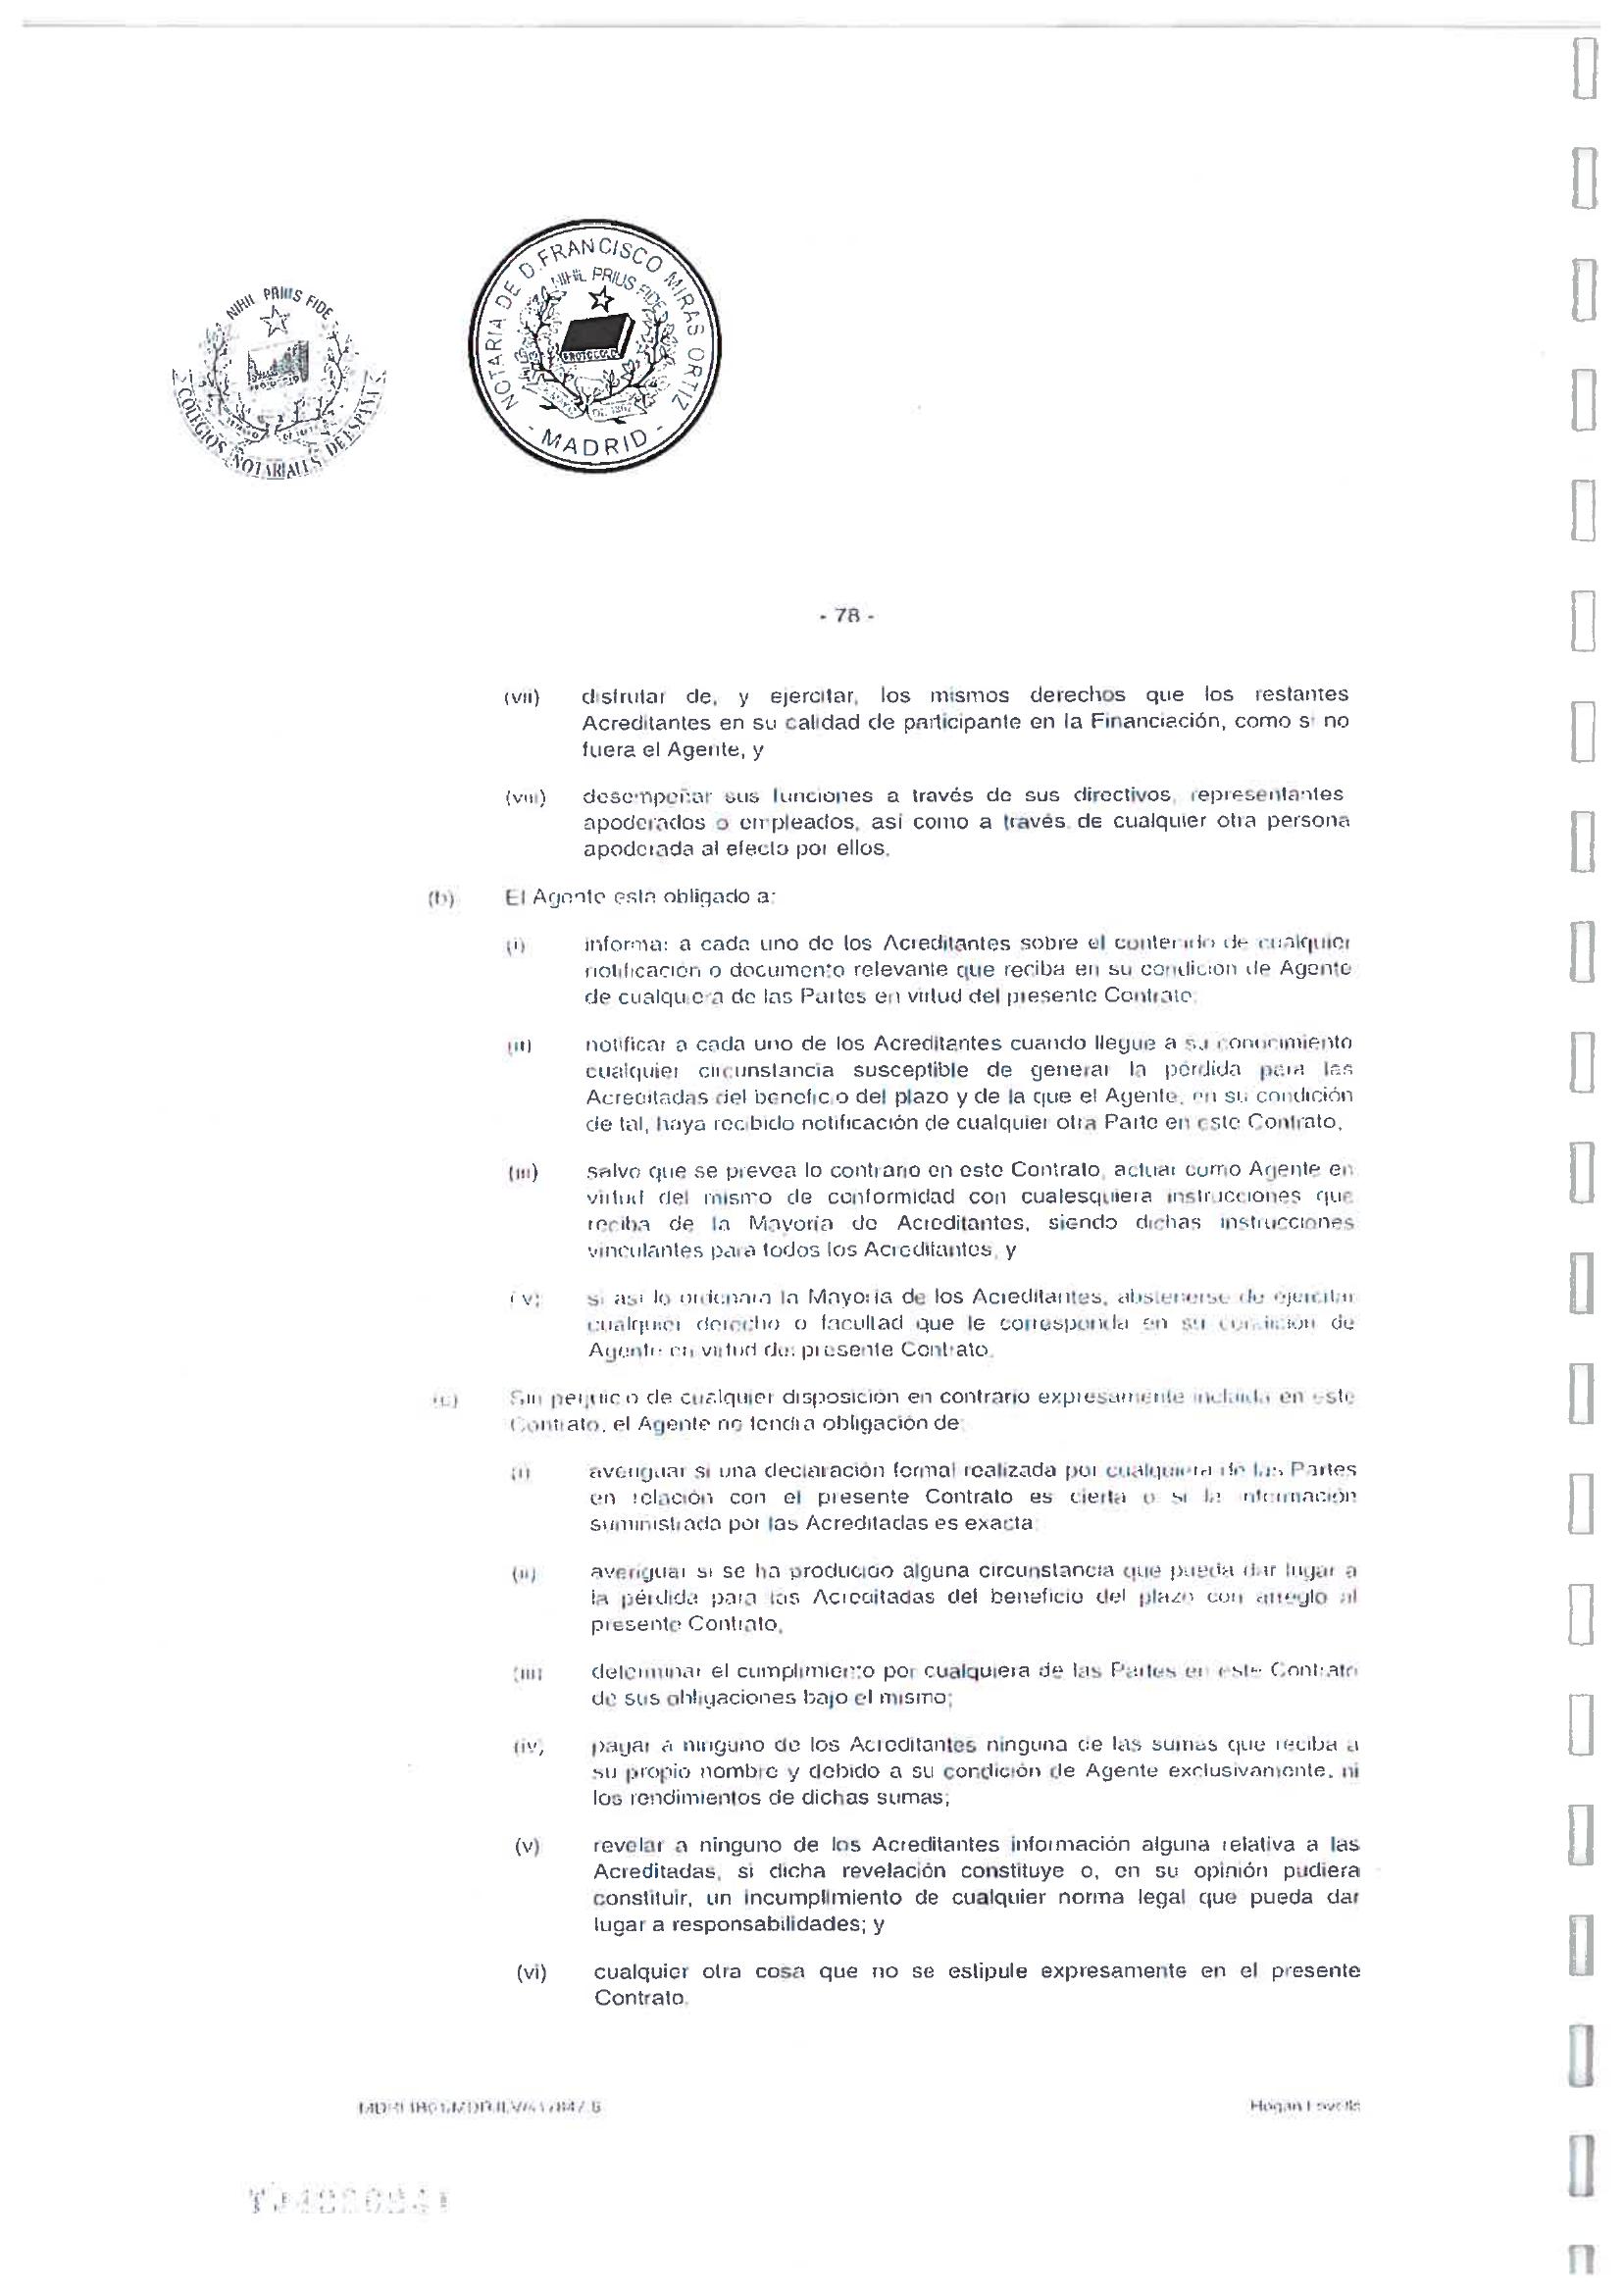 NIHIL PRIUS FIDE
COLEGIOS NOTARIALES DE ESPAÑA
NOTARIA DE D. FRANCISCO MIRAS ORTIZ
NIHIL PRIUS FIDE
PROTOCOLO
- MADRID -
- 78 -
(vii) disfrutar de, y ejercitar, los mismos derechos que los restantes
Acreditantes en su calidad de participante en la Financiación, como si no
fuera el Agente, y
(viii) desempeñar sus funciones a través de sus directivos, representantes
apoderados o empleados, así como a través de cualquier otra persona
apoderada al efecto por ellos.
(b) El Agente está obligado a:
(i) informar a cada uno de los Acreditantes sobre el contenido de cualquier
notificación o documento relevante que reciba en su condición de Agente
de cualquiera de las Partes en virtud del presente Contrato;
(ii) notificar a cada uno de los Acreditantes cuando llegue a su conocimiento
cualquier circunstancia susceptible de generar la pérdida para las
Acreditadas del beneficio del plazo y de la que el Agente, en su condición
de tal, haya recibido notificación de cualquier otra Parte en este Contrato,
(iii) salvo que se prevea lo contrario en este Contrato, actuar como Agente en
virtud del mismo de conformidad con cualesquiera instrucciones que
reciba de la Mayoría de Acreditantes, siendo dichas instrucciones
vinculantes para todos los Acreditantes, y
(iv) si así lo ordenara la Mayoría de los Acreditantes, abstenerse de ejercitar
cualquier derecho o facultad que le corresponda en su condición de
Agente en virtud del presente Contrato.
(c) Sin perjuicio de cualquier disposición en contrario expresamente incluida en este
Contrato, el Agente no tendrá obligación de
(i) averiguar si una declaración formal realizada por cualquiera de las Partes
en relación con el presente Contrato es cierta o si la información
suministrada por las Acreditadas es exacta
(ii) averiguar si se ha producido alguna circunstancia que pueda dar lugar a
la pérdida para las Acreditadas del beneficio del plazo con arreglo al
presente Contrato,
(iii) determinar el cumplimiento por cualquiera de las Partes en este Contrato
de sus obligaciones bajo el mismo;
(iv) pagar a ninguno de los Acreditantes ninguna de las sumas que reciba a
su propio nombre y debido a su condición de Agente exclusivamente, ni
los rendimientos de dichas sumas;
(v) revelar a ninguno de los Acreditantes información alguna relativa a las
Acreditadas, si dicha revelación constituye o, en su opinión pudiera
constituir, un incumplimiento de cualquier norma legal que pueda dar
lugar a responsabilidades; y
(vi) cualquier otra cosa que no se estipule expresamente en el presente
Contrato.
Hogan Lovells